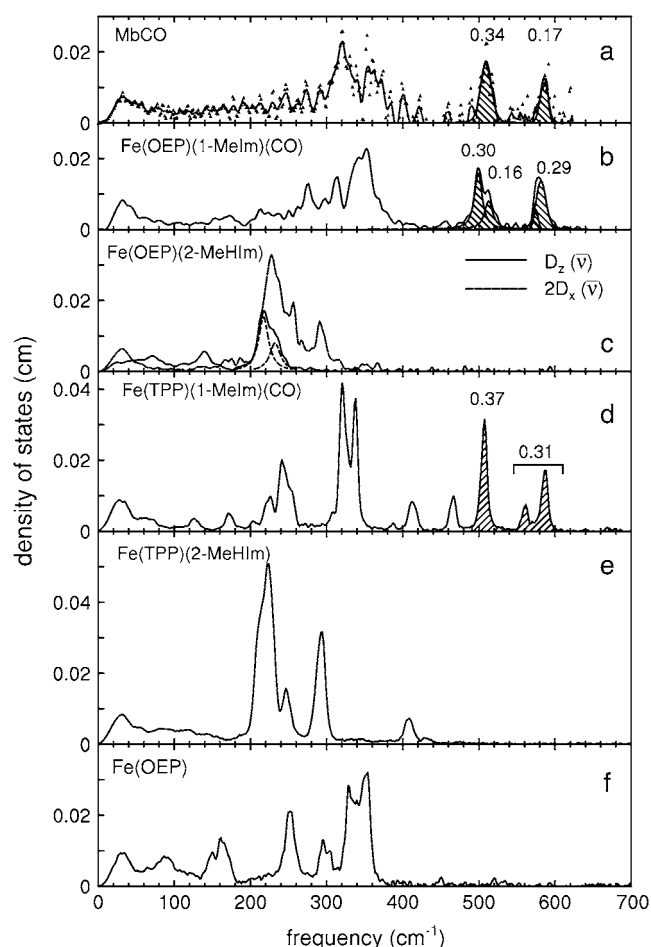 MbCO
0.34
0.17
a
0.02
0
Fe(OEP)(1-MeIm)(CO)
0.30
0.16
0.29
b
0.02
0
Fe(OEP)(2-MeHIm)
D_z (ν̄)
2D_x (ν̄)
c
0.02
0
Fe(TPP)(1-MeIm)(CO)
0.37
0.31
d
0.04
0.02
0
Fe(TPP)(2-MeHIm)
e
0.04
0.02
0
Fe(OEP)
f
0.02
0
0 100 200 300 400 500 600 700
density of states (cm)
frequency (cm⁻¹)